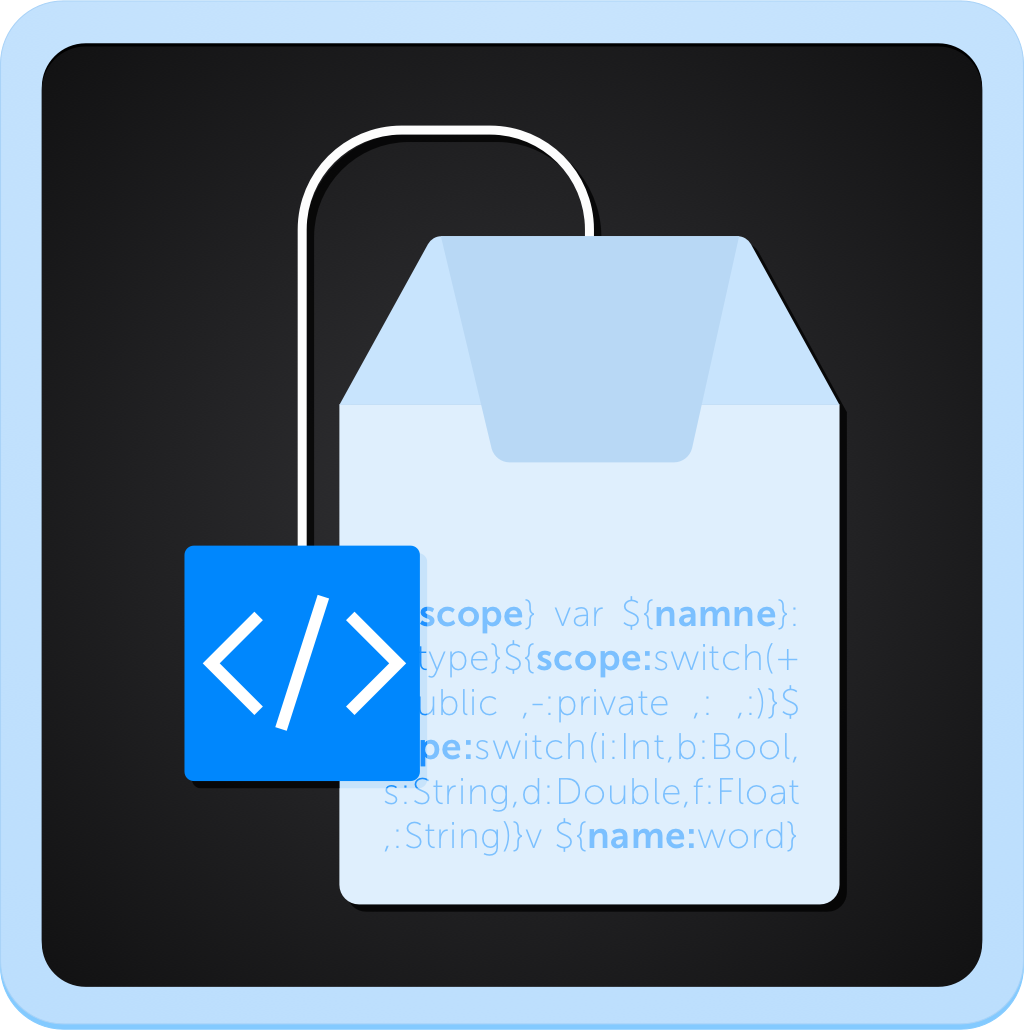 </>
scope} var ${namne}:
type}${scope:switch(+
ublic ,-:private ,: ,:)}$
pe:switch(i:Int,b:Bool,
s:String,d:Double,f:Float
,:String)}v ${name:word}